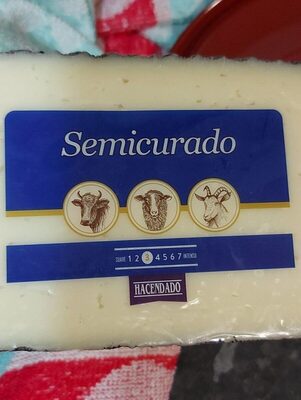 Semicurado
SUAVE 1 2 3 4 5 6 7 INTENSO
HACENDADO